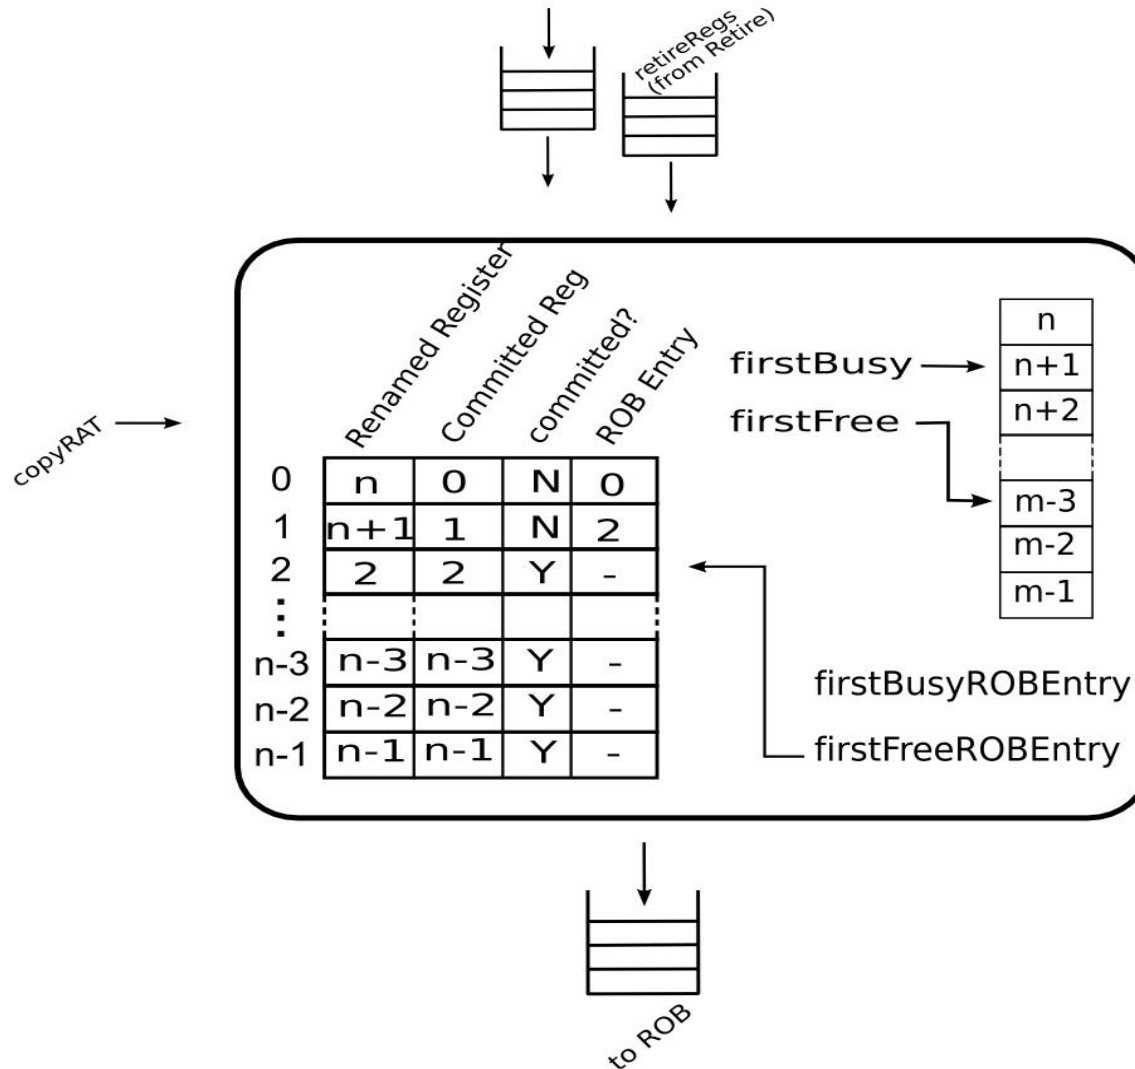 retireRegs
(from Retire)
copyRAT
Renamed Register
Committed Reg
committed?
ROB Entry
0 n 0 N 0
1 n+1 1 N 2
2 2 2 Y -
⋮
n-3 n-3 n-3 Y -
n-2 n-2 n-2 Y -
n-1 n-1 n-1 Y -
firstBusy
firstFree
n
n+1
n+2
m-3
m-2
m-1
firstBusyROBEntry
firstFreeROBEntry
to ROB